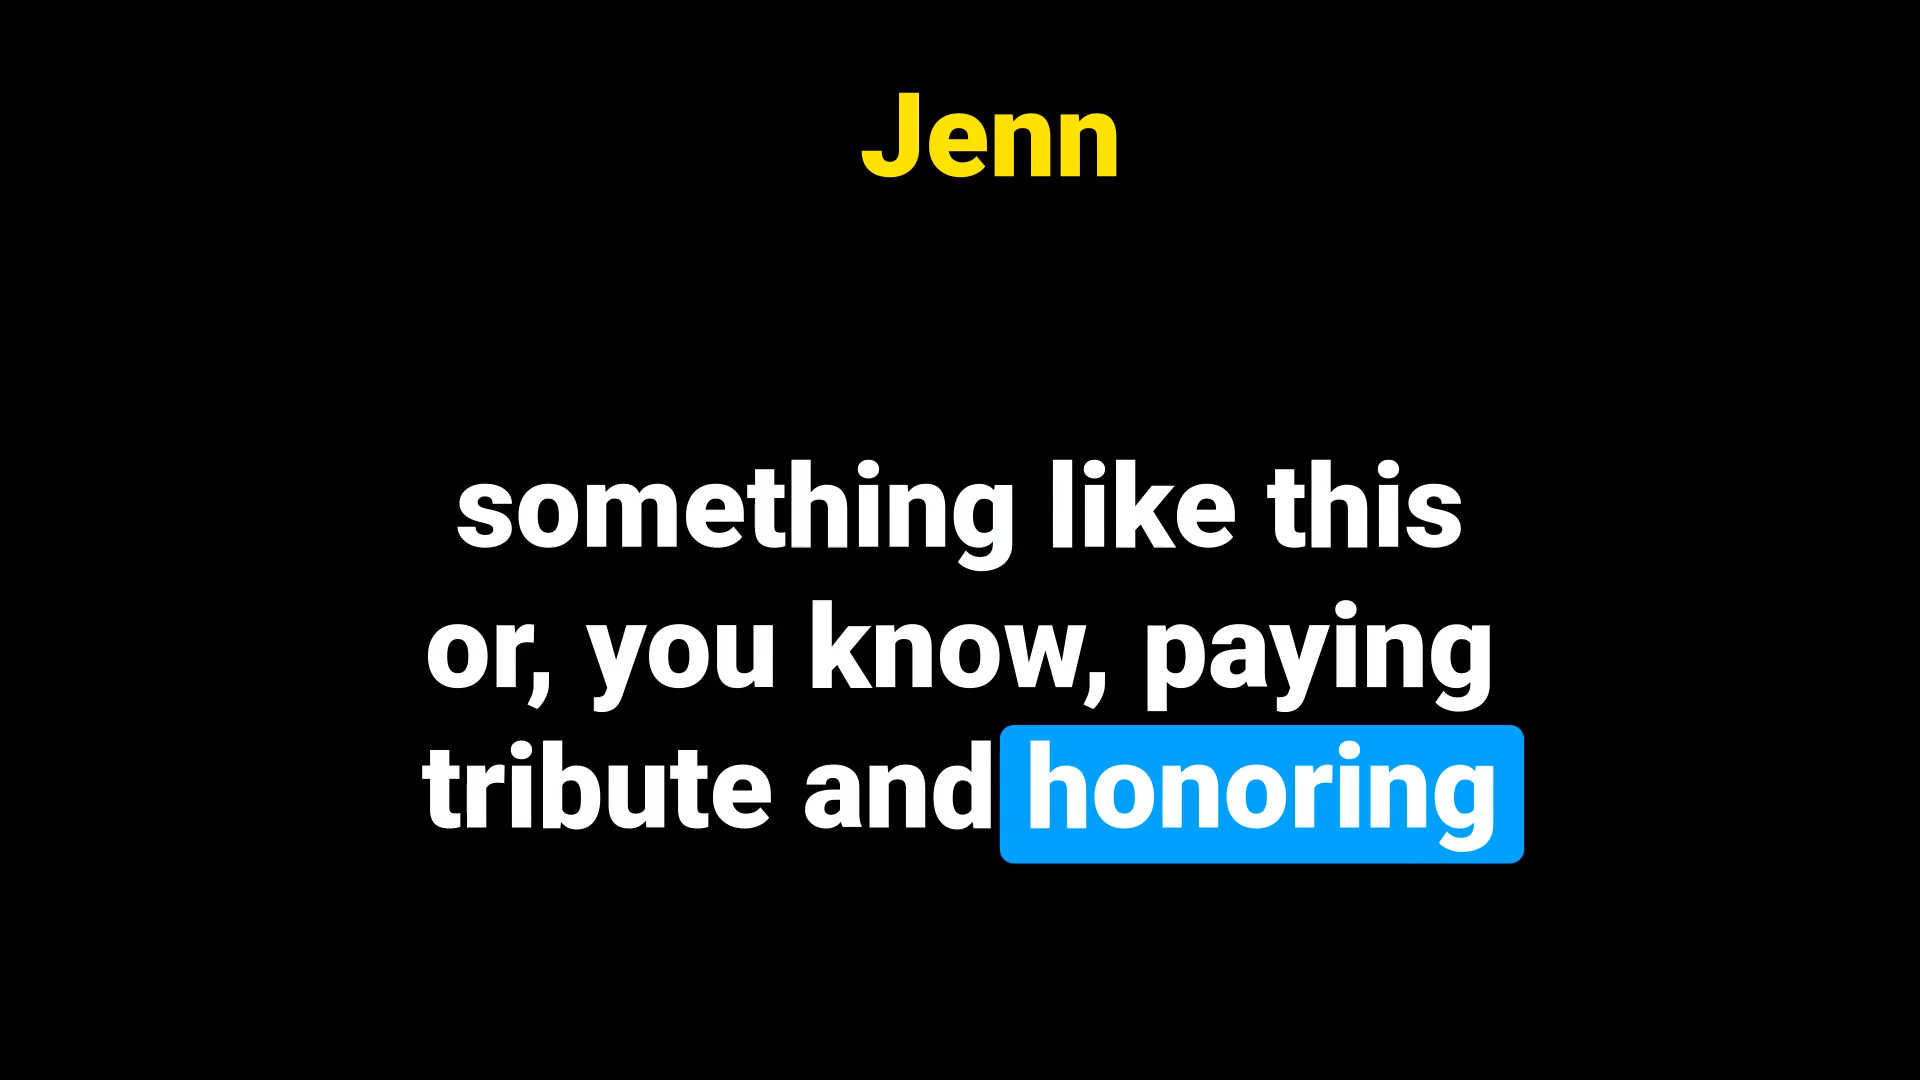 Jenn
something like this
or, you know, paying
tribute and honoring